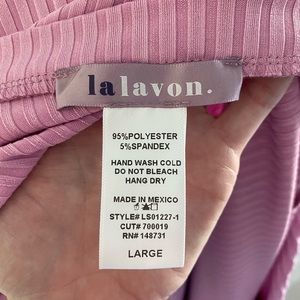 lalavon.
95%POLYESTER
5%SPANDEX
HAND WASH COLD
DO NOT BLEACH
HANG DRY
MADE IN MEXICO
STYLE# LS01227-1
CUT# 700019
RN# 148731
LARGE